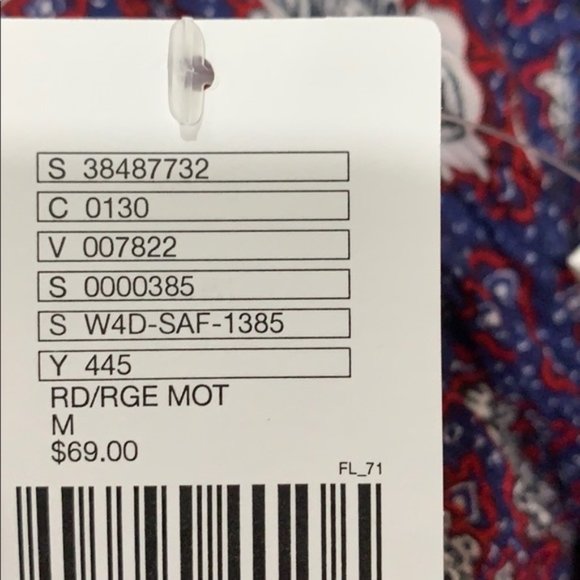 S 38487732
C 0130
V 007822
S 0000385
S W4D-SAF-1385
Y 445
RD/RGE MOT
M
$69.00
FL_71